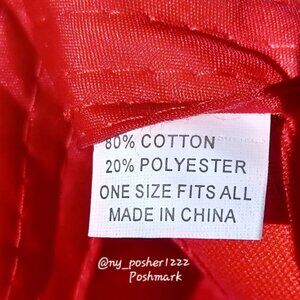 80% COTTON
20% POLYESTER
ONE SIZE FITS ALL
MADE IN CHINA
@ny_posher1222
Poshmark